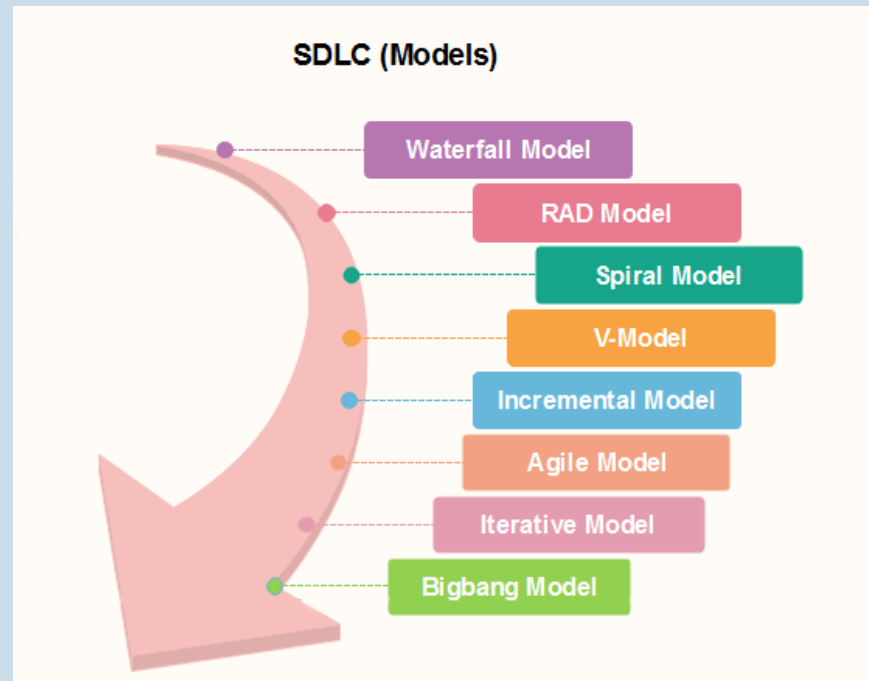 SDLC (Models)
Waterfall Model
RAD Model
Spiral Model
V-Model
Incremental Model
Agile Model
Iterative Model
Bigbang Model